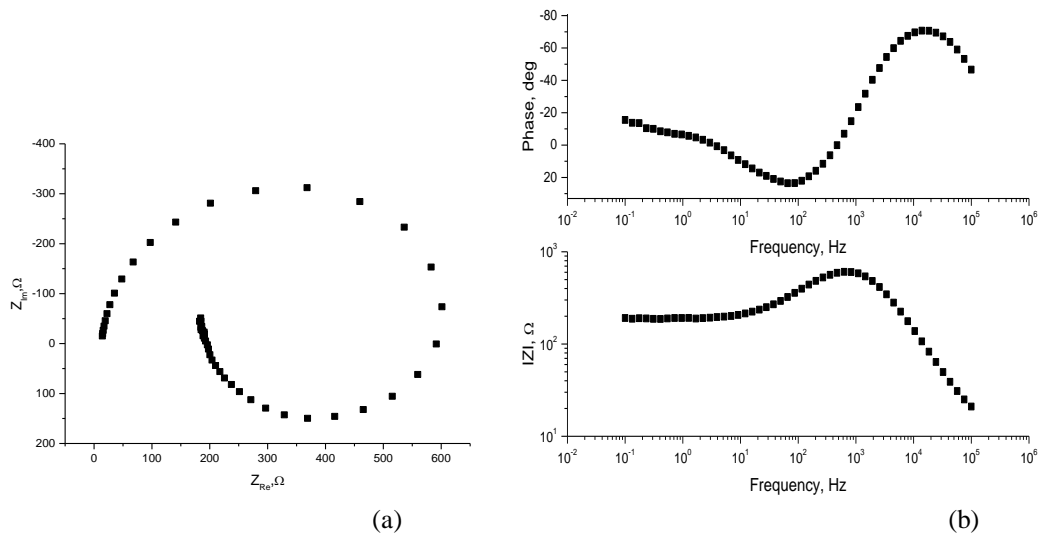 -400
-300
-200
-100
0
100
200
0 100 200 300 400 500 600
Z_Im,Ω
Z_Re,Ω
(a)
-80
-60
-40
-20
0
20
Phase, deg
10^-2 10^-1 10^0 10^1 10^2 10^3 10^4 10^5 10^6
Frequency, Hz
10^3
10^2
10^1
IZI, Ω
10^-2 10^-1 10^0 10^1 10^2 10^3 10^4 10^5 10^6
Frequency, Hz
(b)